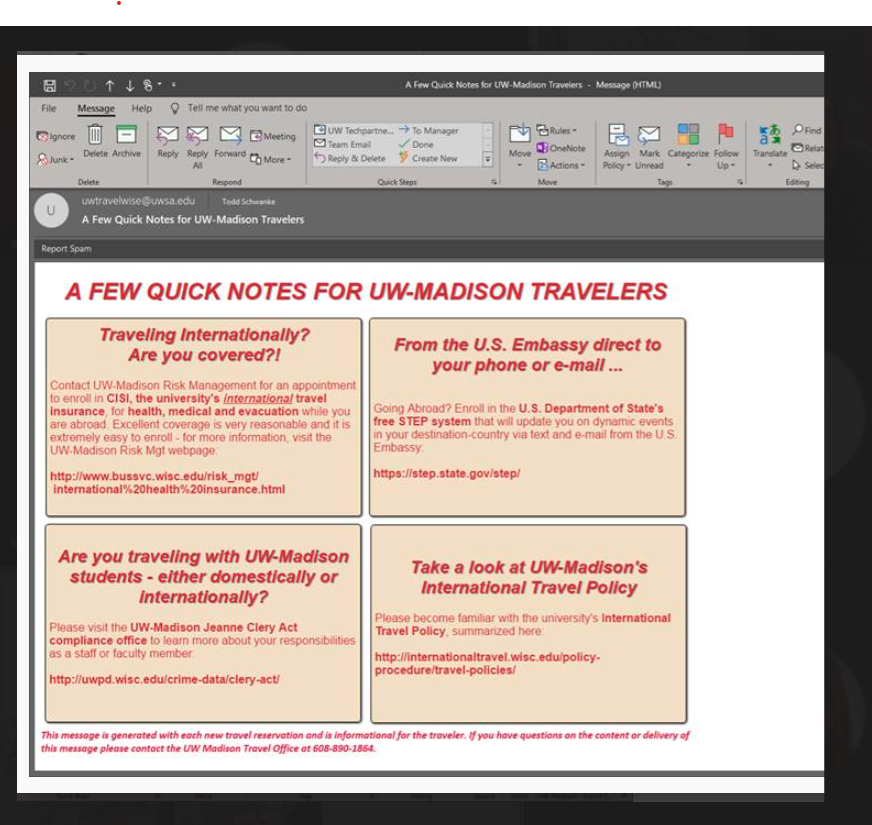 A Few Quick Notes for UW-Madison Travelers - Message (HTML)
File Message Help Tell me what you want to do
Ignore
Junk
Delete Archive
Reply Reply All Forward
Meeting
More
UW Techpartne... To Manager
Team Email Done
Reply & Delete Create New
Move
Rules
OneNote
Actions
Assign Policy Mark Unread Categorize Follow Up
Translate
Find
Delete Respond Quick Steps Move Tags Editing
U
uwtravelwise@uwsa.edu Todd Schwanke
A Few Quick Notes for UW-Madison Travelers
Report Spam
A FEW QUICK NOTES FOR UW-MADISON TRAVELERS
Traveling Internationally?
Are you covered?!
Contact UW-Madison Risk Management for an appointment
to enroll in CISI, the university's international travel
insurance, for health, medical and evacuation while you
are abroad. Excellent coverage is very reasonable and it is
extremely easy to enroll - for more information, visit the
UW-Madison Risk Mgt webpage:
http://www.bussvc.wisc.edu/risk_mgt/
international%20health%20insurance.html
From the U.S. Embassy direct to
your phone or e-mail ...
Going Abroad? Enroll in the U.S. Department of State's
free STEP system that will update you on dynamic events
in your destination-country via text and e-mail from the U.S.
Embassy:
https://step.state.gov/step/
Are you traveling with UW-Madison
students - either domestically or
internationally?
Please visit the UW-Madison Jeanne Clery Act
compliance office to learn more about your responsibilities
as a staff or faculty member:
http://uwpd.wisc.edu/crime-data/clery-act/
Take a look at UW-Madison's
International Travel Policy
Please become familiar with the university's International
Travel Policy, summarized here:
http://internationaltravel.wisc.edu/policy-
procedure/travel-policies/
This message is generated with each new travel reservation and is informational for the traveler. If you have questions on the content or delivery of
this message please contact the UW Madison Travel Office at 608-890-1864.